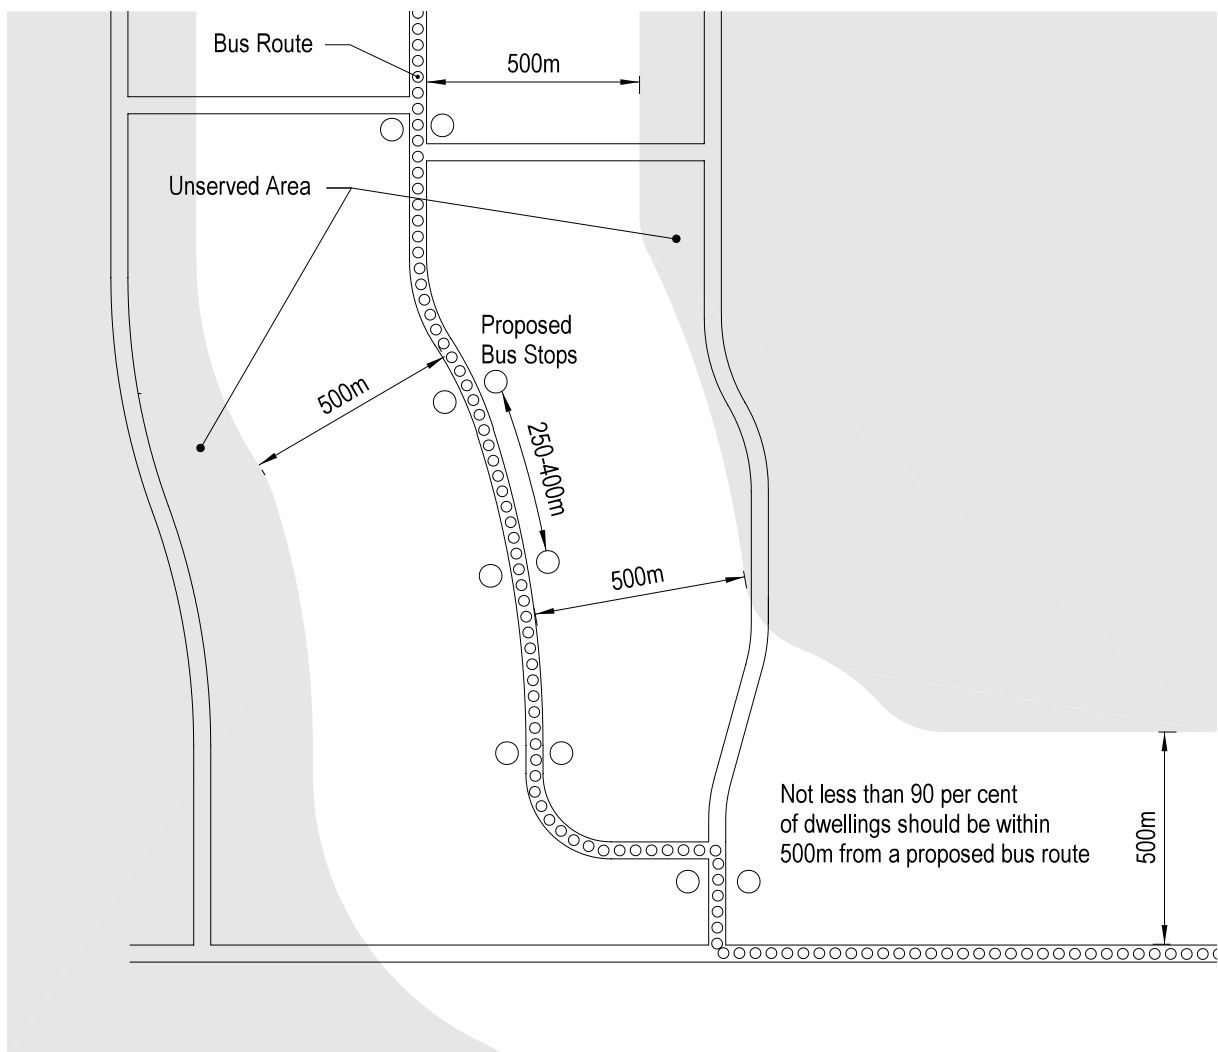 Bus Route
500m
Unserved Area
Proposed
Bus Stops
500m
250-400m
500m
Not less than 90 per cent
of dwellings should be within
500m from a proposed bus route
500m